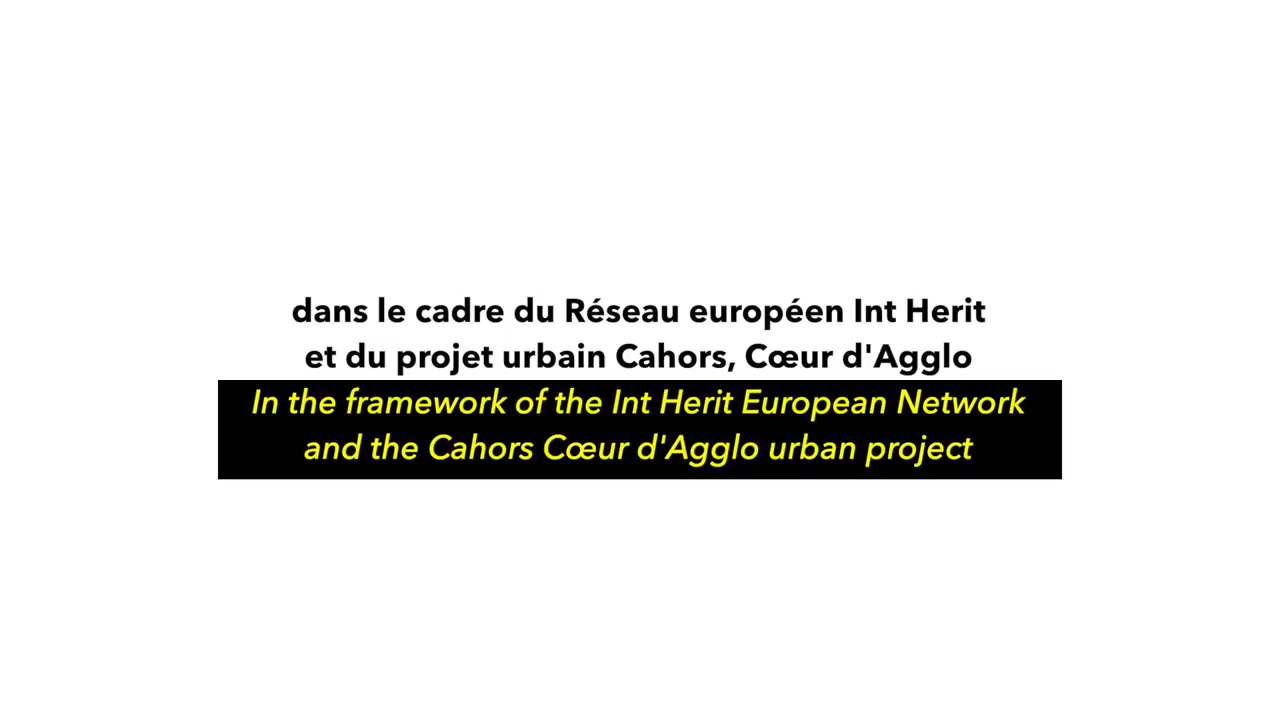 dans le cadre du Réseau européen Int Herit
et du projet urbain Cahors, Cœur d'Agglo
In the framework of the Int Herit European Network
and the Cahors Cœur d'Agglo urban project